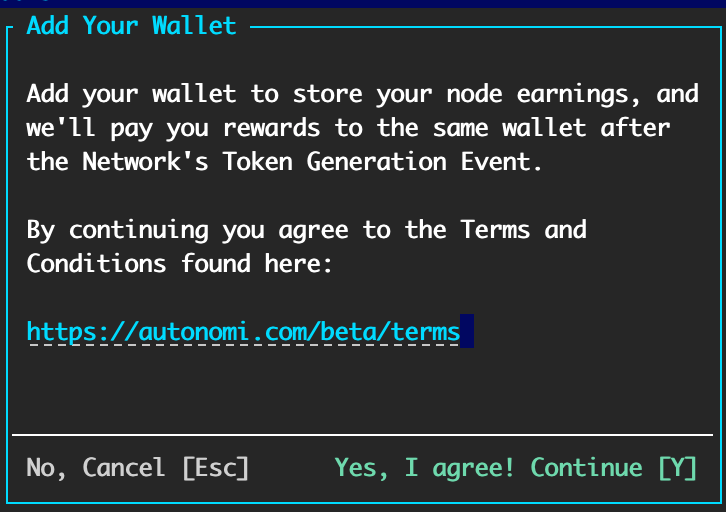 Add Your Wallet
Add your wallet to store your node earnings, and
we'll pay you rewards to the same wallet after
the Network's Token Generation Event.
By continuing you agree to the Terms and
Conditions found here:
https://autonomi.com/beta/terms
No, Cancel [Esc] Yes, I agree! Continue [Y]